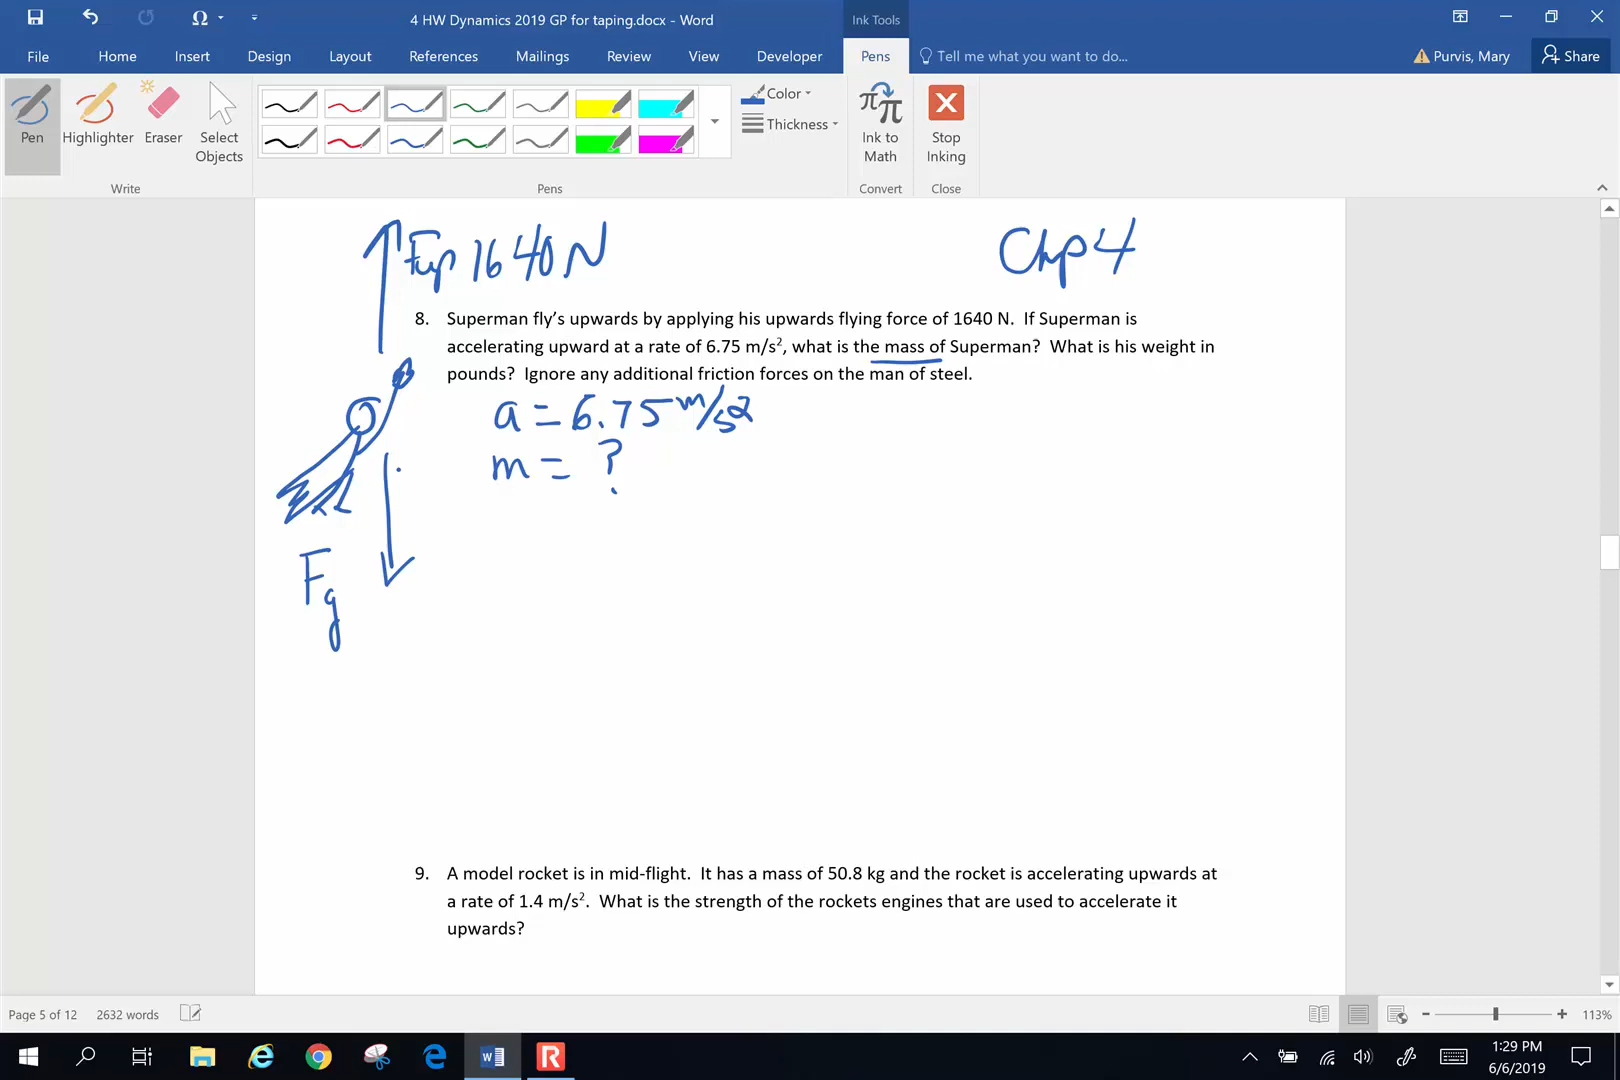 4 HW Dynamics 2019 GP for taping.docx - Word
Ink Tools
File Home Insert Design Layout References Mailings Review View Developer Pens Tell me what you want to do... Purvis, Mary Share
Pen Highlighter Eraser Select Objects
Color
Thickness
Ink to Math
Stop Inking
Write Pens Convert Close
Fup 1640 N
Chp 4
8. Superman fly’s upwards by applying his upwards flying force of 1640 N. If Superman is
accelerating upward at a rate of 6.75 m/s², what is the mass of Superman? What is his weight in
pounds? Ignore any additional friction forces on the man of steel.
a = 6.75 m/s²
m = ?
Fg
9. A model rocket is in mid-flight. It has a mass of 50.8 kg and the rocket is accelerating upwards at
a rate of 1.4 m/s². What is the strength of the rockets engines that are used to accelerate it
upwards?
Page 5 of 12 2632 words 113%
1:29 PM
6/6/2019